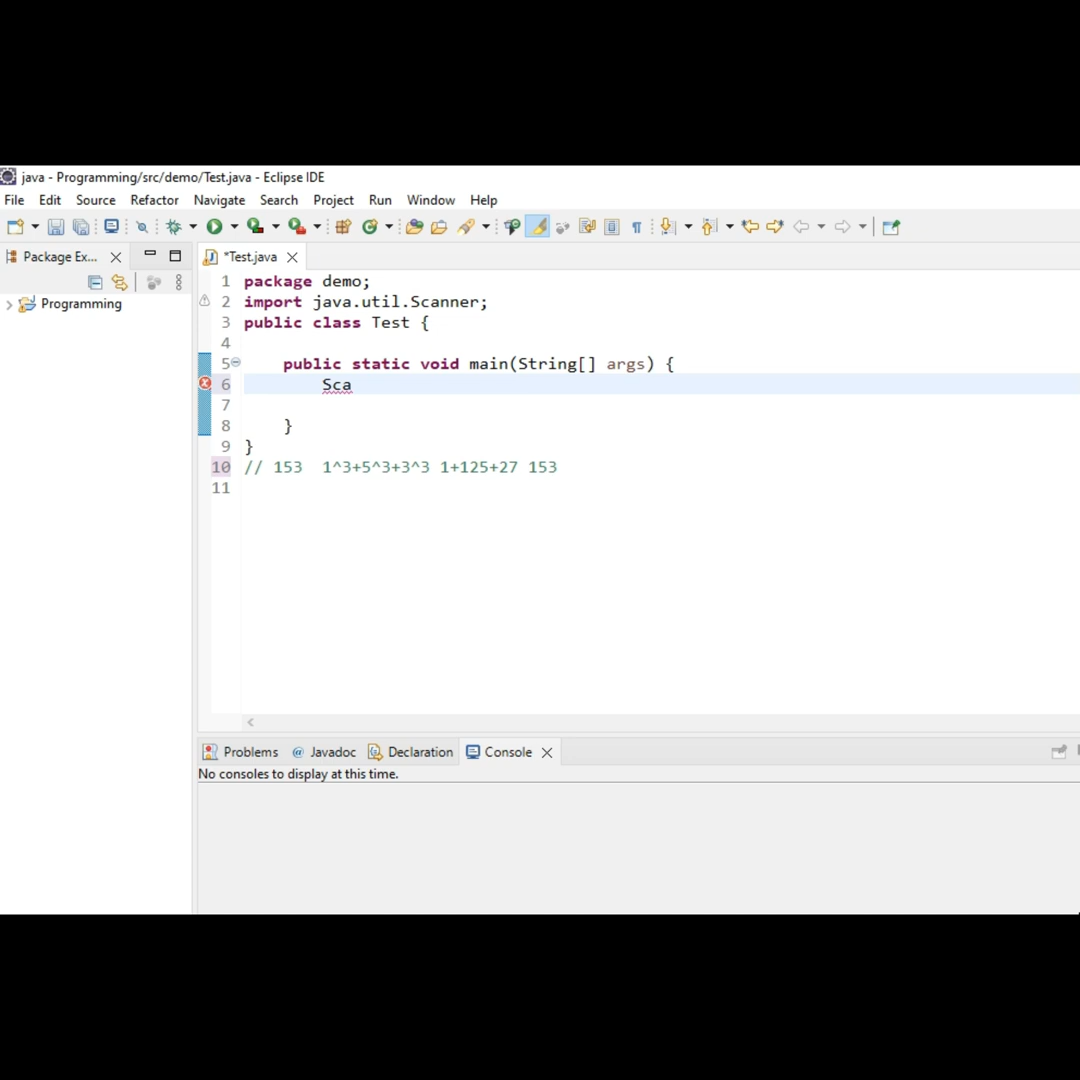 java - Programming/src/demo/Test.java - Eclipse IDE
File Edit Source Refactor Navigate Search Project Run Window Help
Package Ex... *Test.java
Programming
1 package demo;
2 import java.util.Scanner;
3 public class Test {
4
5 public static void main(String[] args) {
6 Sca
7
8 }
9 }
10 // 153 1^3+5^3+3^3 1+125+27 153
11
Problems @ Javadoc Declaration Console
No consoles to display at this time.